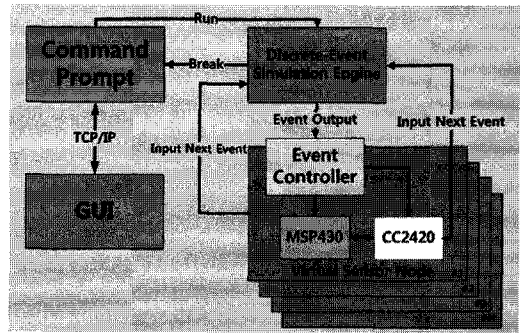 Run
Command
Prompt
Discrete-Event
Simulation Engine
Break
TCP/IP
Event Output
Input Next Event
Input Next Event
Event
Controller
GUI
MSP430
CC2420
Virtual Sensor Node